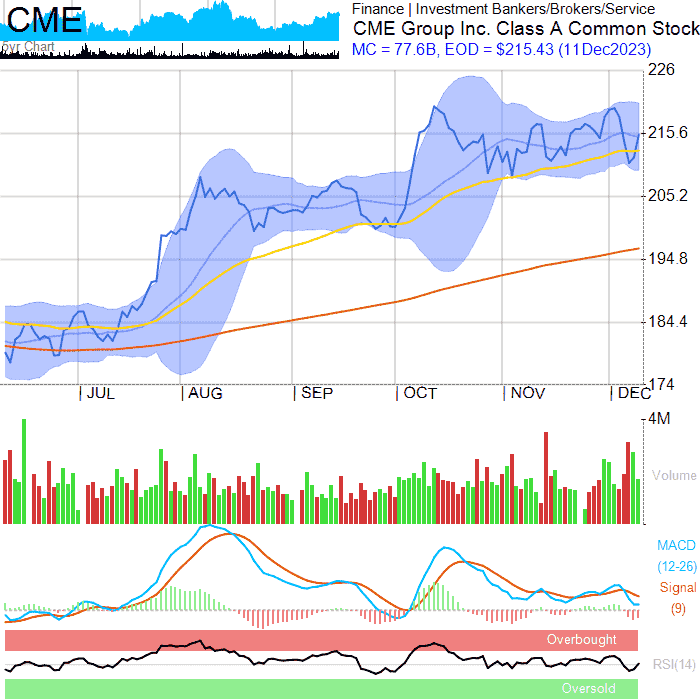 CME
5yr Chart
Finance | Investment Bankers/Brokers/Service
CME Group Inc. Class A Common Stock
MC = 77.6B, EOD = $215.43 (11Dec2023)
226
215.6
205.2
194.8
184.4
174
JUL
AUG
SEP
OCT
NOV
DEC
4M
Volume
MACD
(12-26)
Signal
(9)
Overbought
RSI(14)
Oversold